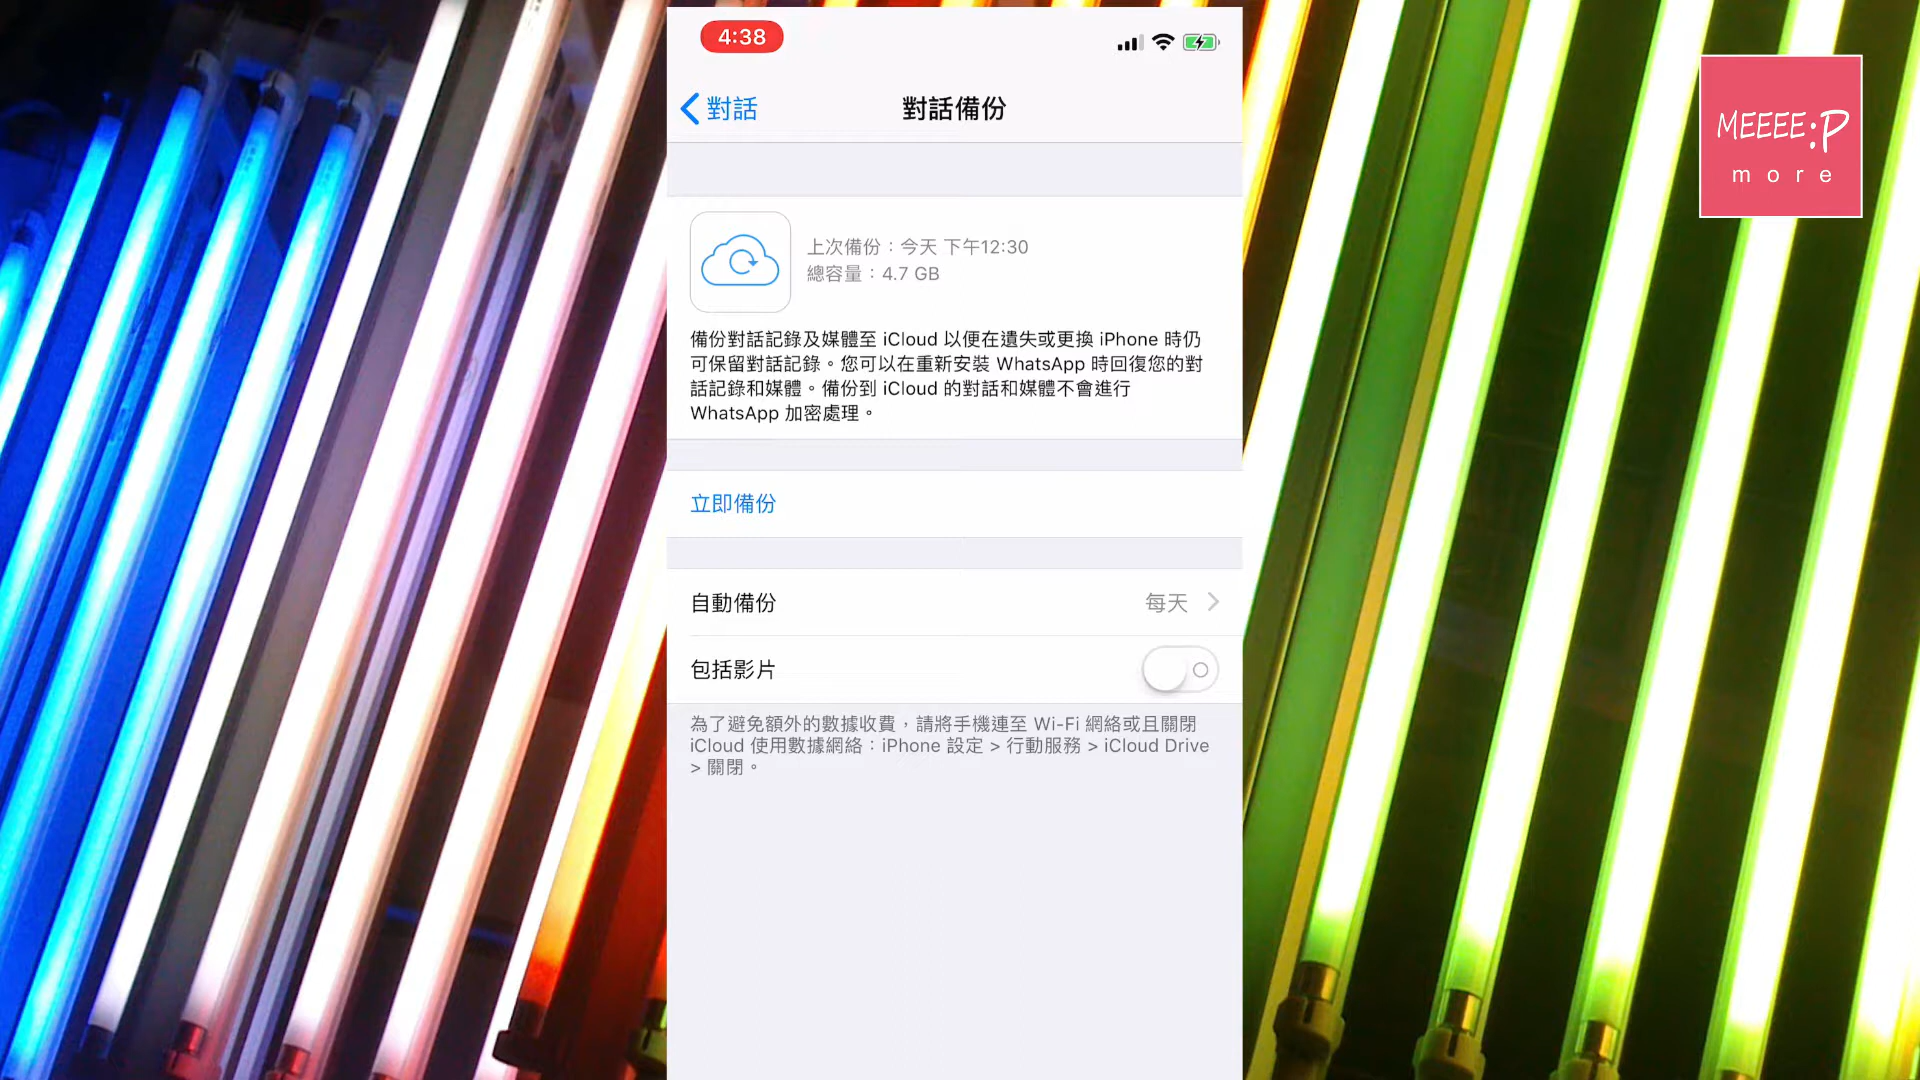 4:38
對話
對話備份
MEEEE:P
more
上次備份：今天 下午12:30
總容量：4.7 GB
備份對話記錄及媒體至 iCloud 以便在遺失或更換 iPhone 時仍
可保留對話記錄。您可以在重新安裝 WhatsApp 時回復您的對
話記錄和媒體。備份到 iCloud 的對話和媒體不會進行
WhatsApp 加密處理。
立即備份
自動備份
每天
包括影片
為了避免額外的數據收費，請將手機連至 Wi-Fi 網絡或且關閉
iCloud 使用數據網絡：iPhone 設定 > 行動服務 > iCloud Drive
> 關閉。